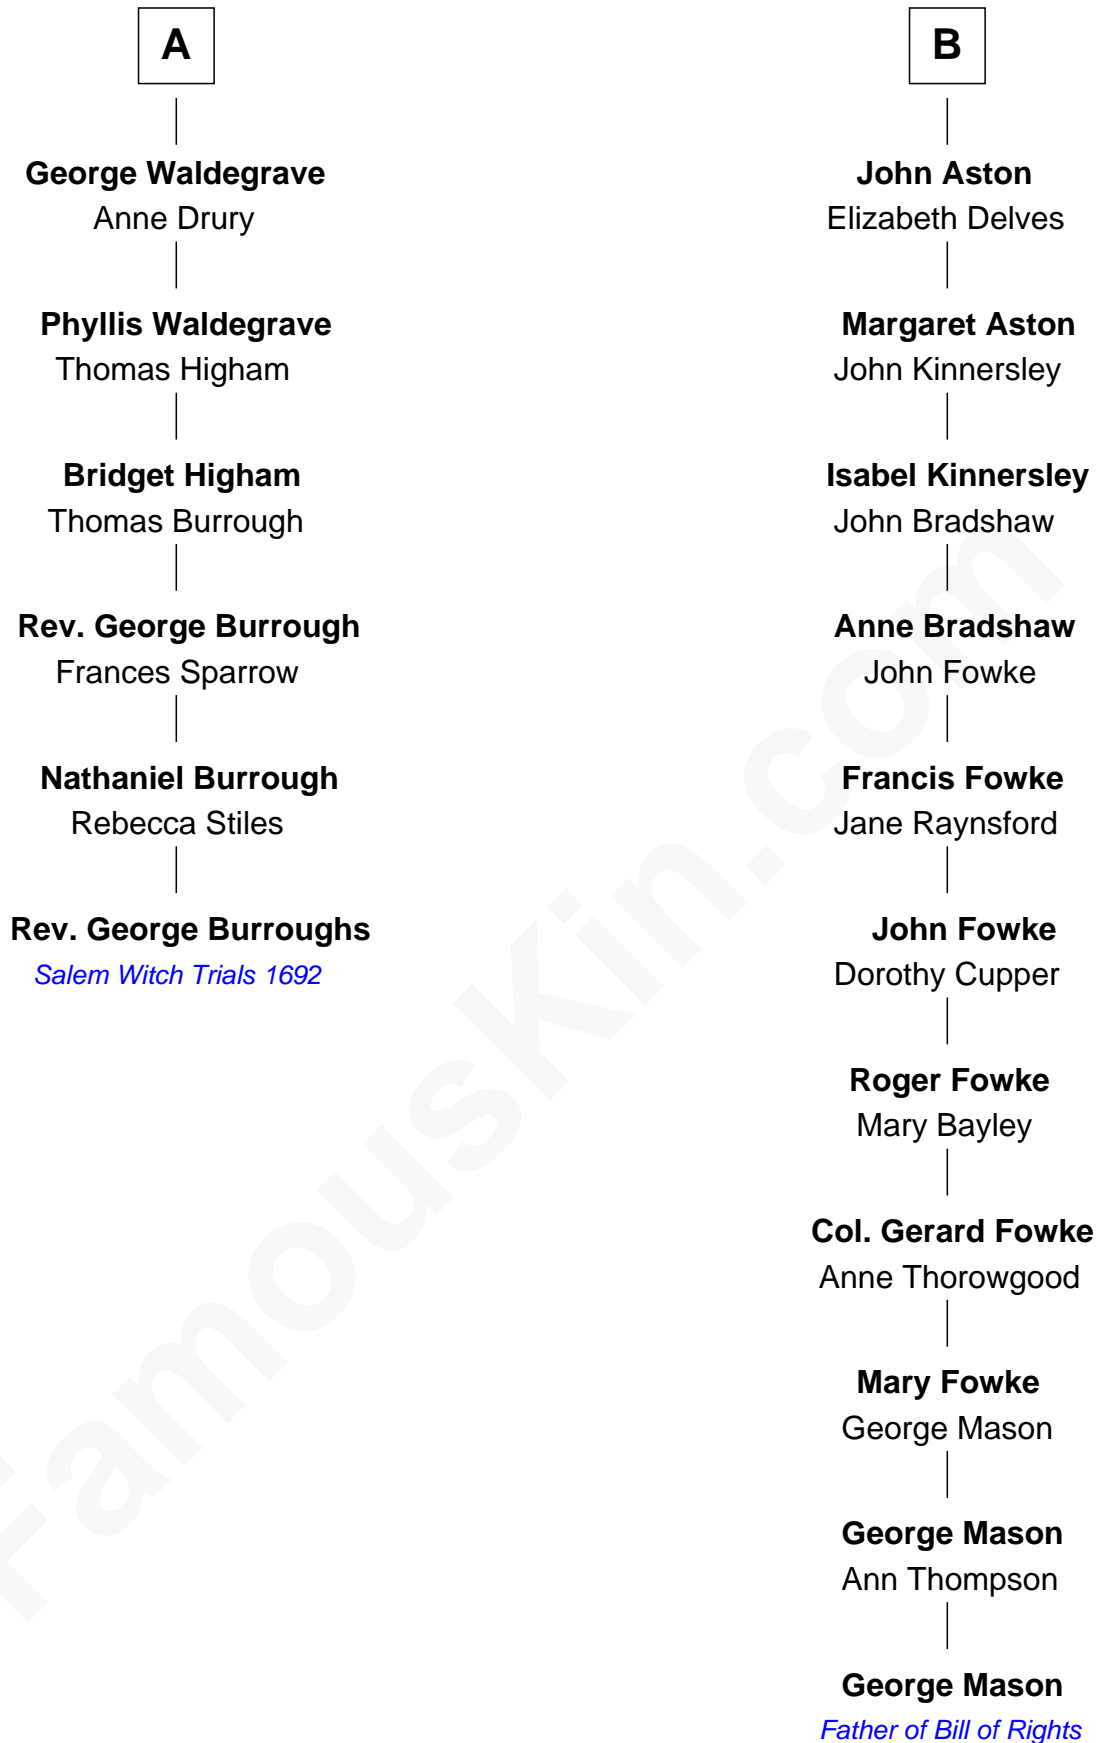 A
George Waldegrave
Anne Drury
Phyllis Waldegrave
Thomas Higham
Bridget Higham
Thomas Burrough
Rev. George Burrough
Frances Sparrow
Nathaniel Burrough
Rebecca Stiles
Rev. George Burroughs
Salem Witch Trials 1692
B
John Aston
Elizabeth Delves
Margaret Aston
John Kinnersley
Isabel Kinnersley
John Bradshaw
Anne Bradshaw
John Fowke
Francis Fowke
Jane Raynsford
John Fowke
Dorothy Cupper
Roger Fowke
Mary Bayley
Col. Gerard Fowke
Anne Thorowgood
Mary Fowke
George Mason
George Mason
Ann Thompson
George Mason
Father of Bill of Rights
FamousKin.com